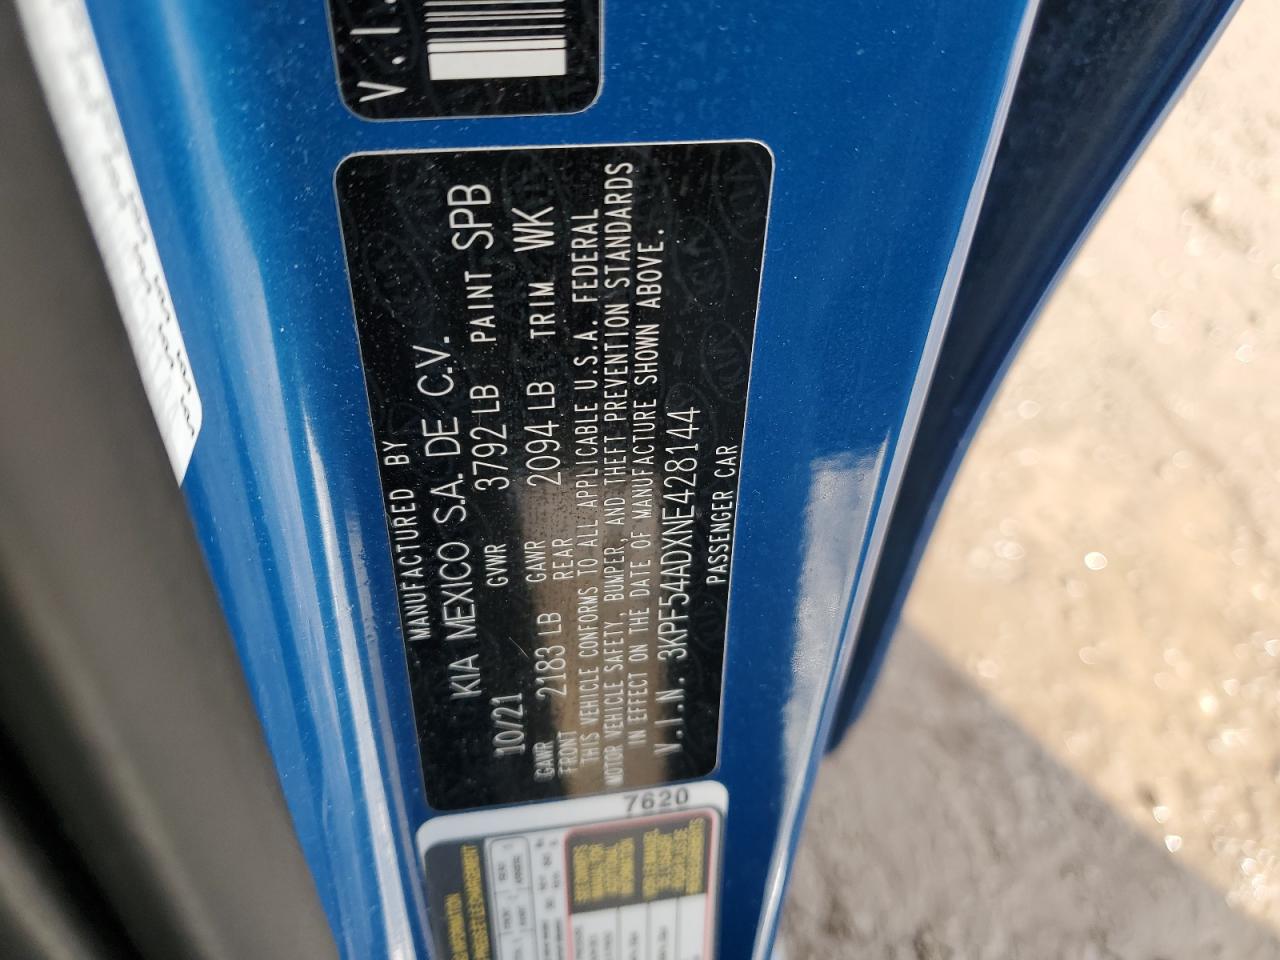 V.I.
MANUFACTURED BY
KIA MEXICO S.A. DE C.V.
10/21 GVWR 3792 LB PAINT SPB
GAWR FRONT 2183 LB GAWR REAR 2094 LB TRIM WK
THIS VEHICLE CONFORMS TO ALL APPLICABLE U.S.A. FEDERAL
MOTOR VEHICLE SAFETY, BUMPER, AND THEFT PREVENTION STANDARDS
IN EFFECT ON THE DATE OF MANUFACTURE SHOWN ABOVE.
V.I.N. 3KPF54ADXNE428144
PASSENGER CAR
7620